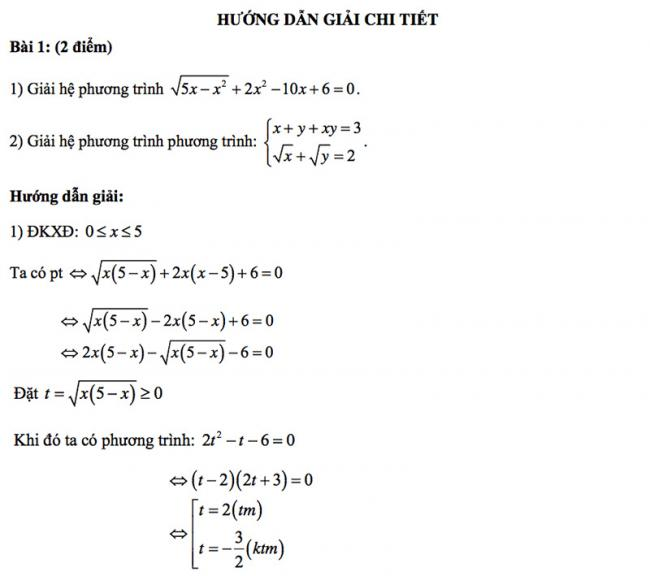 HƯỚNG DẪN GIẢI CHI TIẾT
Bài 1: (2 điểm)
1) Giải hệ phương trình √(5x − x²) + 2x² − 10x + 6 = 0.
2) Giải hệ phương trình phương trình: { x + y + xy = 3
√x + √y = 2 .
Hướng dẫn giải:
1) ĐKXĐ: 0 ≤ x ≤ 5
Ta có pt ⇔ √(x(5 − x)) + 2x(x − 5) + 6 = 0
⇔ √(x(5 − x)) − 2x(5 − x) + 6 = 0
⇔ 2x(5 − x) − √(x(5 − x)) − 6 = 0
Đặt t = √(x(5 − x)) ≥ 0
Khi đó ta có phương trình: 2t² − t − 6 = 0
⇔ (t − 2)(2t + 3) = 0
⇔ [ t = 2 (tm)
t = −3/2 (ktm)